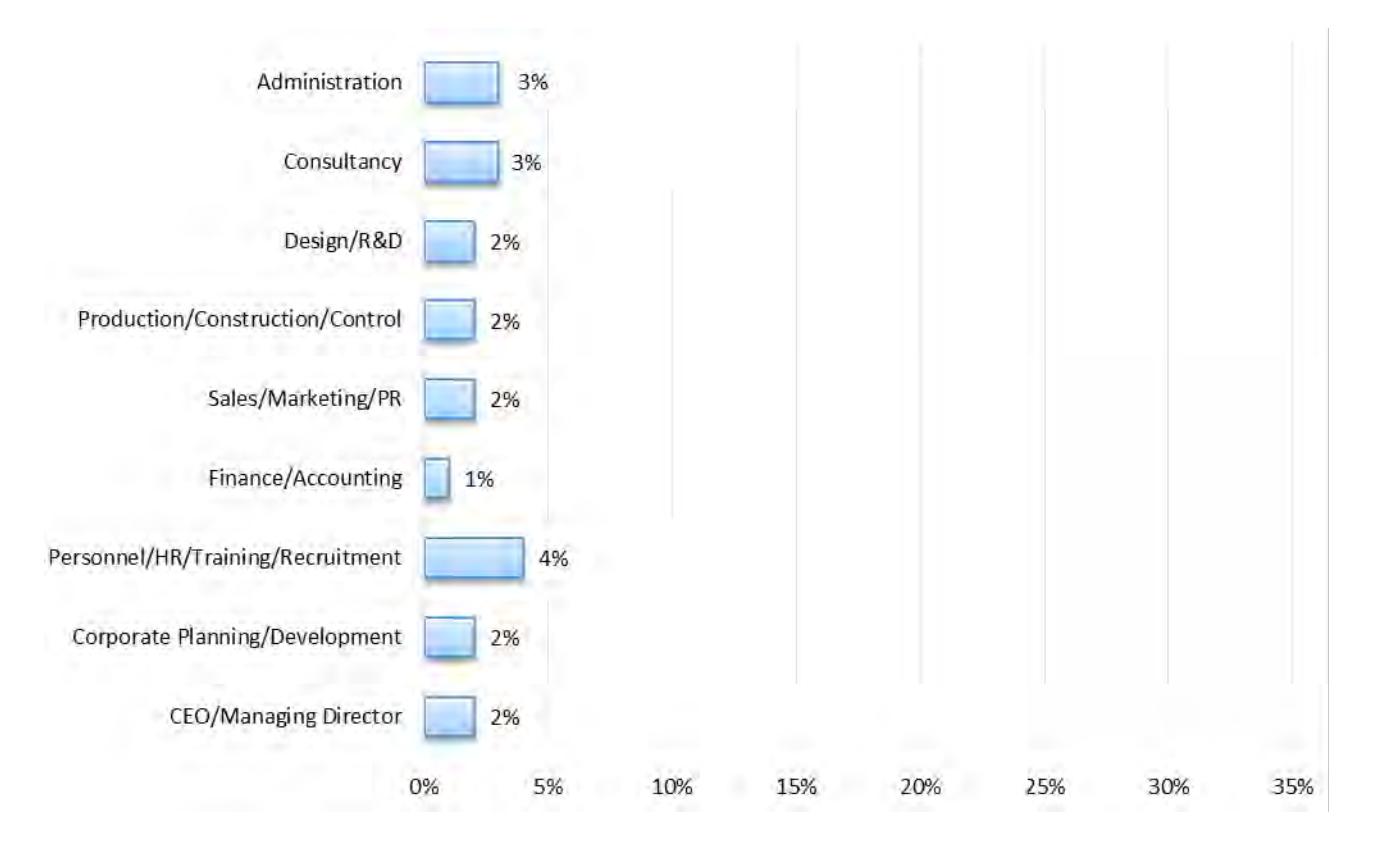 Administration 3%
Consultancy 3%
Design/R&D 2%
Production/Construction/Control 2%
Sales/Marketing/PR 2%
Finance/Accounting 1%
Personnel/HR/Training/Recruitment 4%
Corporate Planning/Development 2%
CEO/Managing Director 2%
0% 5% 10% 15% 20% 25% 30% 35%